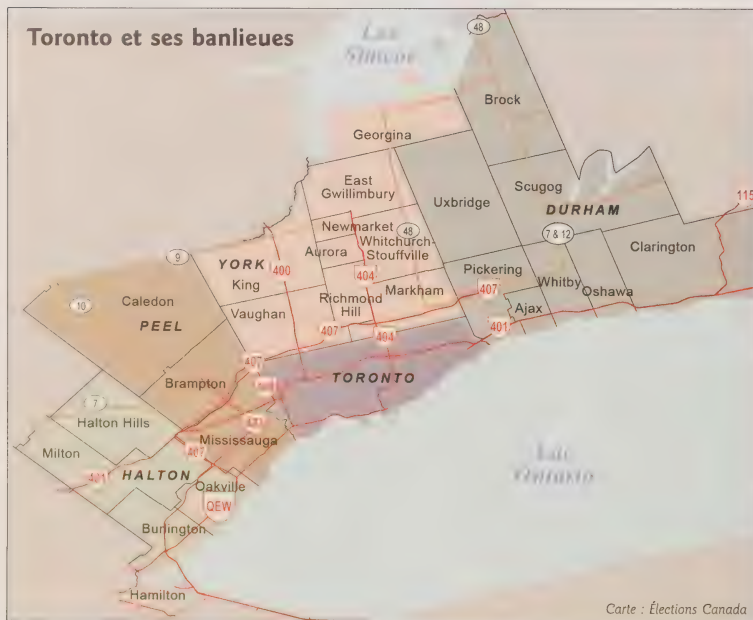 Toronto et ses banlieues
Lac
Simcoe
48
Brock
Georgina
East
Gwillimbury
Uxbridge
Scugog
DURHAM
115
Newmarket
48
7 & 12
Aurora
Whitchurch-
Stouffville
Clarington
9
YORK
400
404
Pickering
Whitby
King
407
Oshawa
10
Caledon
Richmond
Hill
Markham
Ajax
PEEL
Vaughan
407
404
401
407
Brampton
TORONTO
7
Halton Hills
Mississauga
Milton
407
401
HALTON
Oakville
QEW
Lac
Ontario
Burlington
Hamilton
Carte : Élections Canada